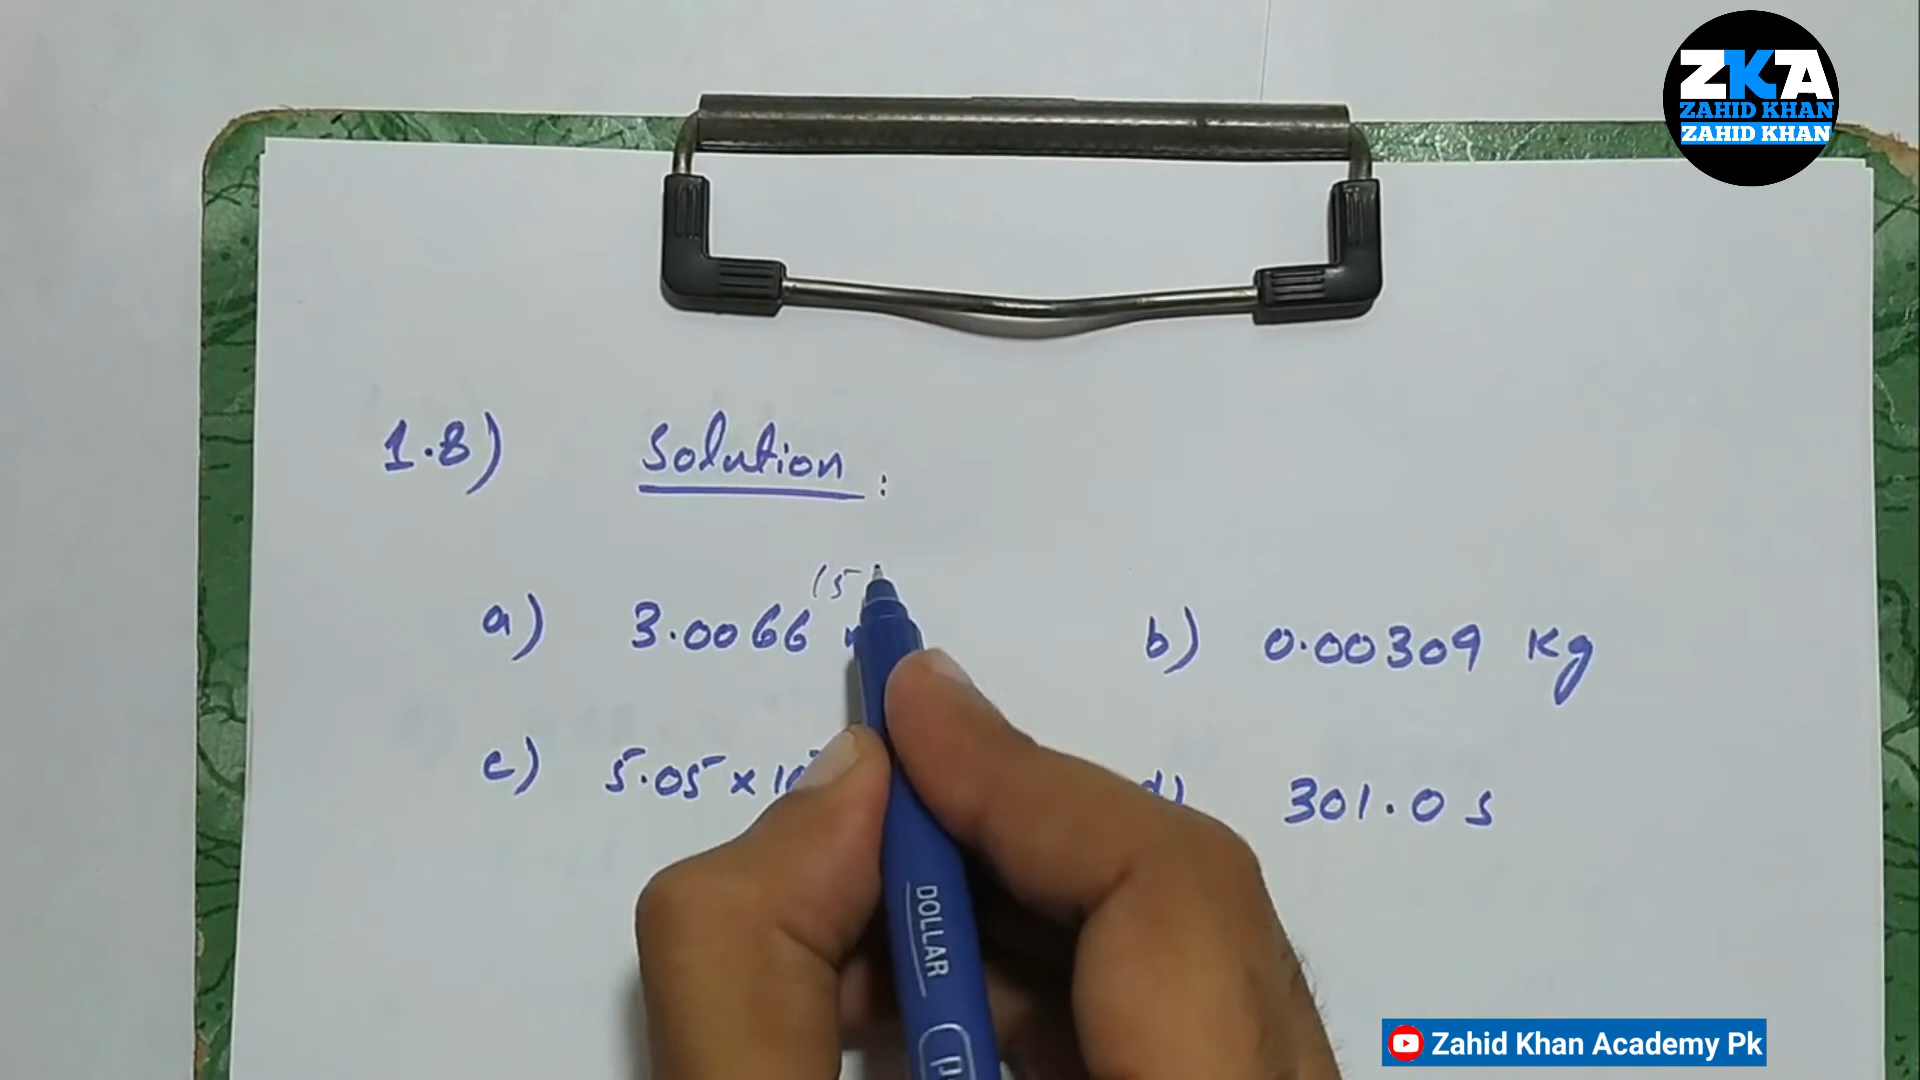 ZKA
ZAHID KHAN
ZAHID KHAN
1.8) Solution :
(5
a) 3.0066
b) 0.00309 Kg
c) 5.05 × 10
d) 301.0 s
DOLLAR
Zahid Khan Academy Pk